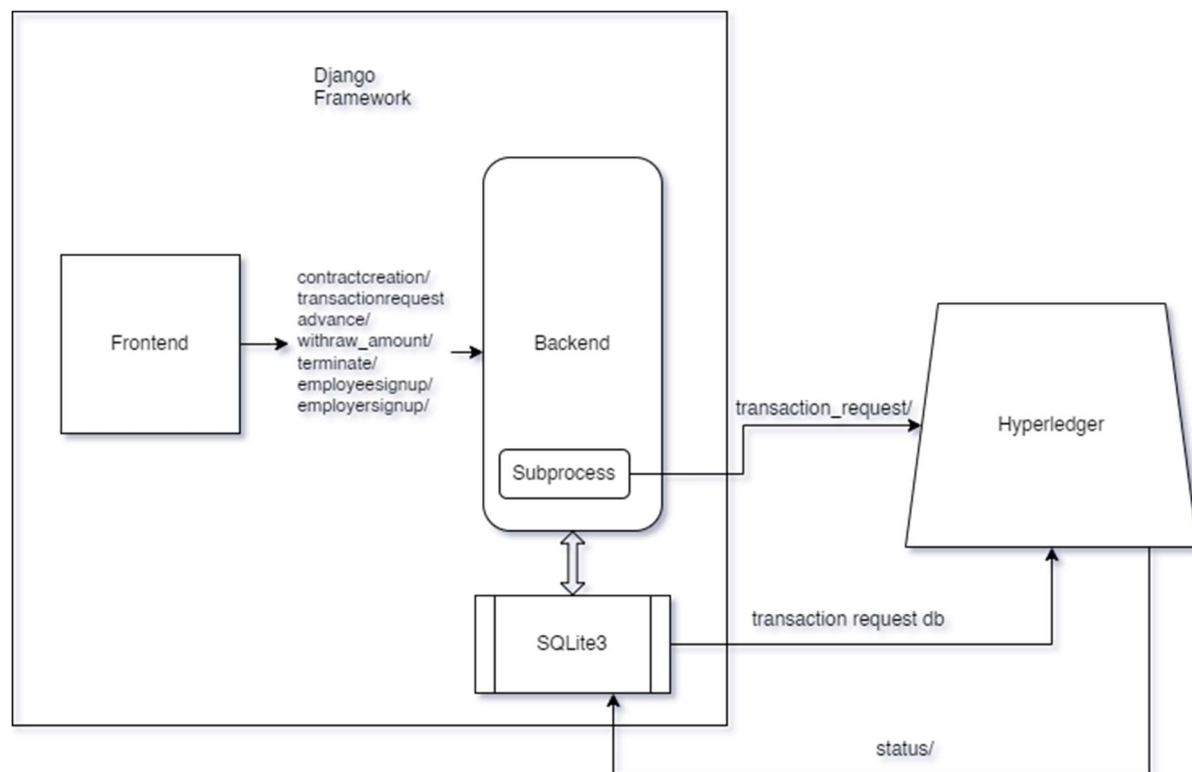 Django
Framework
Frontend
contractcreation/
transactionrequest
advance/
withraw_amount/
terminate/
employeesignup/
employersignup/
Backend
Subprocess
transaction_request/
Hyperledger
SQLite3
transaction request db
status/